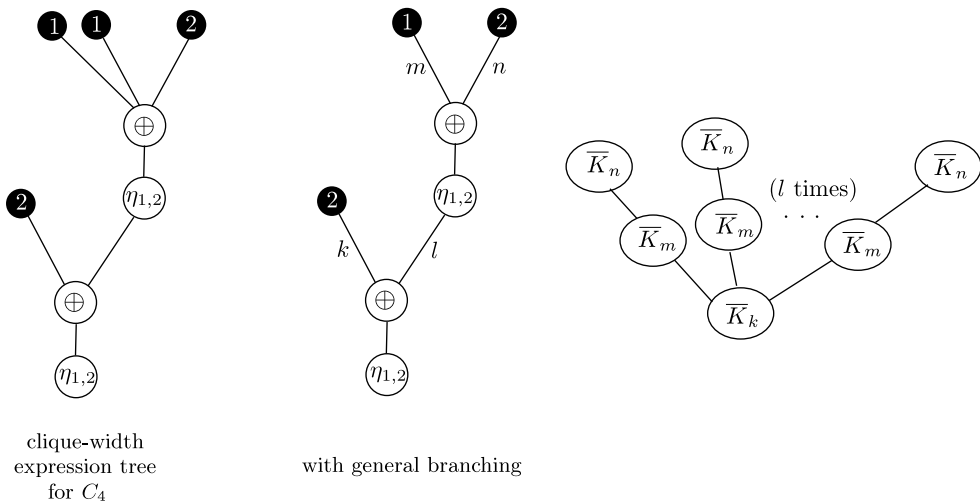 1 1 2
⊕
η₁,₂
2
⊕
η₁,₂
clique-width
expression tree
for C₄
1 2
m n
⊕
η₁,₂
2
k l
⊕
η₁,₂
with general branching
K̅ₙ K̅ₙ K̅ₙ
(l times)
· · ·
K̅ₘ K̅ₘ K̅ₘ
K̅ₖ